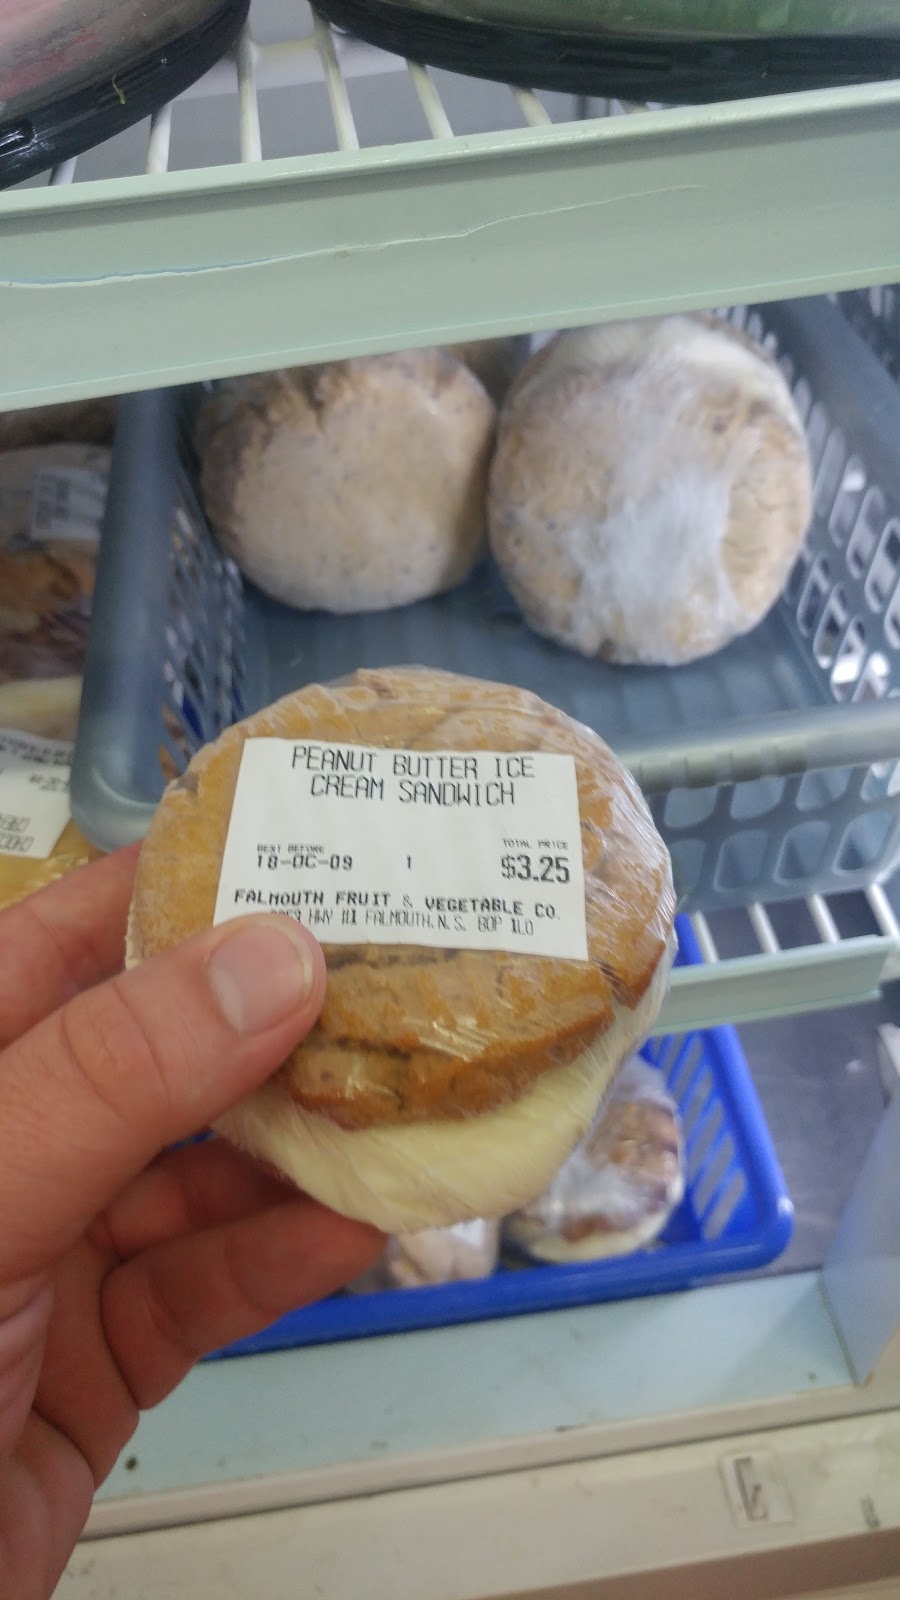 PEANUT BUTTER ICE
CREAM SANDWICH
BEST BEFORE
TOTAL PRICE
18-OC-09 1 $3.25
FALMOUTH FRUIT & VEGETABLE CO.
HWY #1 FALMOUTH, N.S. B0P 1L0